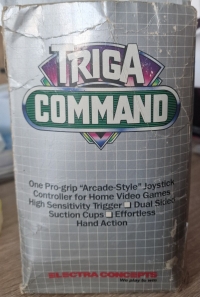 TRIGA
COMMAND
One Pro-grip "Arcade-Style" Joystick
Controller for Home Video Games
High Sensitivity Trigger □ Dual Sided
Suction Cups □ Effortless
Hand Action
ELECTRA CONCEPTS